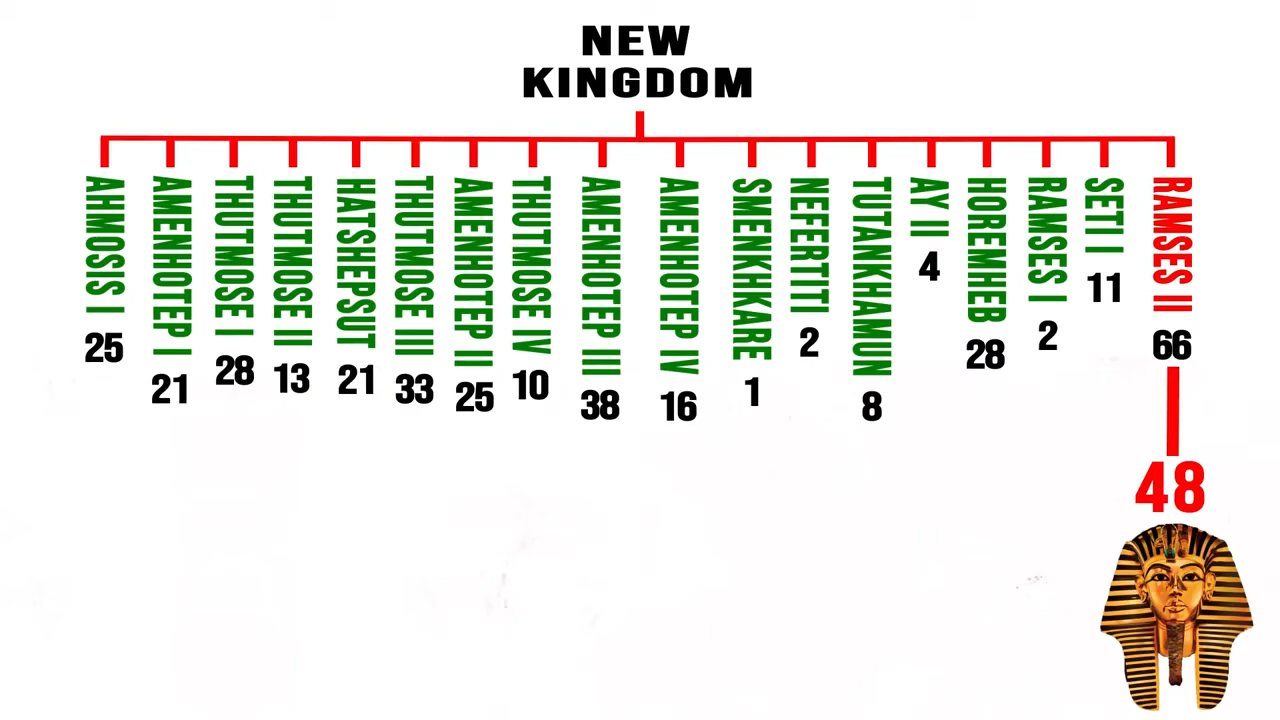 NEW
KINGDOM
AHMOSIS I
25
AMENHOTEP I
21
THUTMOSE I
28
THUTMOSE II
13
HATSHEPSUT
21
THUTMOSE III
33
AMENHOTEP II
25
THUTMOSE IV
10
AMENHOTEP III
38
AMENHOTEP IV
16
SMENKHKARE
1
NEFERTITI
2
TUTANKHAMUN
8
AY II
4
HOREMHEB
28
RAMSES I
2
SETI I
11
RAMSES II
66
48